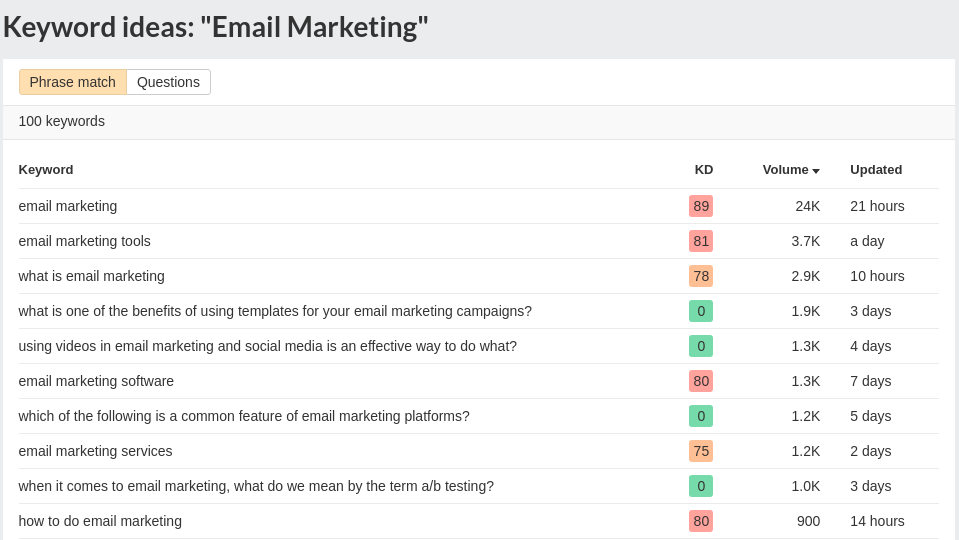 Keyword ideas: "Email Marketing"
Phrase match Questions
100 keywords
Keyword KD Volume Updated
email marketing 89 24K 21 hours
email marketing tools 81 3.7K a day
what is email marketing 78 2.9K 10 hours
what is one of the benefits of using templates for your email marketing campaigns? 0 1.9K 3 days
using videos in email marketing and social media is an effective way to do what? 0 1.3K 4 days
email marketing software 80 1.3K 7 days
which of the following is a common feature of email marketing platforms? 0 1.2K 5 days
email marketing services 75 1.2K 2 days
when it comes to email marketing, what do we mean by the term a/b testing? 0 1.0K 3 days
how to do email marketing 80 900 14 hours